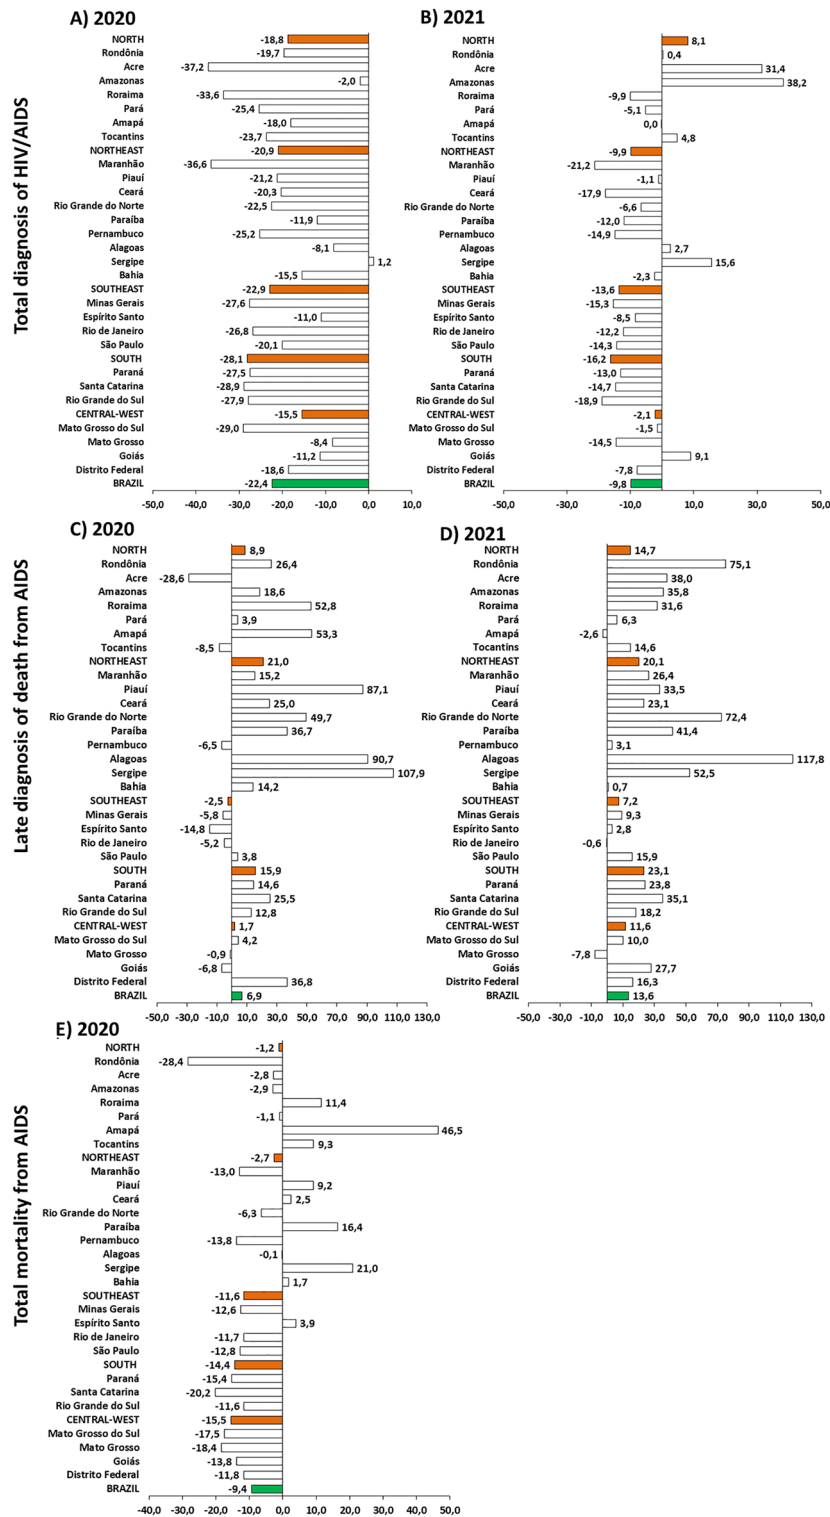 A) 2020
Total diagnosis of HIV/AIDS
NORTH -18,8
Rondônia -19,7
Acre -37,2
Amazonas -2,0
Roraima -33,6
Pará -25,4
Amapá -18,0
Tocantins -23,7
NORTHEAST -20,9
Maranhão -36,6
Piauí -21,2
Ceará -20,3
Rio Grande do Norte -22,5
Paraíba -11,9
Pernambuco -25,2
Alagoas -8,1
Sergipe 1,2
Bahia -15,5
SOUTHEAST -22,9
Minas Gerais -27,6
Espírito Santo -11,0
Rio de Janeiro -26,8
São Paulo -20,1
SOUTH -28,1
Paraná -27,5
Santa Catarina -28,9
Rio Grande do Sul -27,9
CENTRAL-WEST -15,5
Mato Grosso do Sul -29,0
Mato Grosso -8,4
Goiás -11,2
Distrito Federal -18,6
BRAZIL -22,4
-50,0 -40,0 -30,0 -20,0 -10,0 0,0 10,0
B) 2021
NORTH 8,1
Rondônia 0,4
Acre 31,4
Amazonas 38,2
Roraima -9,9
Pará -5,1
Amapá 0,0
Tocantins 4,8
NORTHEAST -9,9
Maranhão -21,2
Piauí -1,1
Ceará -17,9
Rio Grande do Norte -6,6
Paraíba -12,0
Pernambuco -14,9
Alagoas 2,7
Sergipe 15,6
Bahia -2,3
SOUTHEAST -13,6
Minas Gerais -15,3
Espírito Santo -8,5
Rio de Janeiro -12,2
São Paulo -14,3
SOUTH -16,2
Paraná -13,0
Santa Catarina -14,7
Rio Grande do Sul -18,9
CENTRAL-WEST -2,1
Mato Grosso do Sul -1,5
Mato Grosso -14,5
Goiás 9,1
Distrito Federal -7,8
BRAZIL -9,8
-50,0 -30,0 -10,0 10,0 30,0 50,0
C) 2020
Late diagnosis of death from AIDS
NORTH 8,9
Rondônia 26,4
Acre -28,6
Amazonas 18,6
Roraima 52,8
Pará 3,9
Amapá 53,3
Tocantins -8,5
NORTHEAST 21,0
Maranhão 15,2
Piauí 87,1
Ceará 25,0
Rio Grande do Norte 49,7
Paraíba 36,7
Pernambuco -6,5
Alagoas 90,7
Sergipe 107,9
Bahia 14,2
SOUTHEAST -2,5
Minas Gerais -5,8
Espírito Santo -14,8
Rio de Janeiro -5,2
São Paulo 3,8
SOUTH 15,9
Paraná 14,6
Santa Catarina 25,5
Rio Grande do Sul 12,8
CENTRAL-WEST 1,7
Mato Grosso do Sul 4,2
Mato Grosso -0,9
Goiás -6,8
Distrito Federal 36,8
BRAZIL 6,9
-50,0 -30,0 -10,0 10,0 30,0 50,0 70,0 90,0 110,0 130,0
D) 2021
NORTH 14,7
Rondônia 75,1
Acre 38,0
Amazonas 35,8
Roraima 31,6
Pará 6,3
Amapá -2,6
Tocantins 14,6
NORTHEAST 20,1
Maranhão 26,4
Piauí 33,5
Ceará 23,1
Rio Grande do Norte 72,4
Paraíba 41,4
Pernambuco 3,1
Alagoas 117,8
Sergipe 52,5
Bahia 0,7
SOUTHEAST 7,2
Minas Gerais 9,3
Espírito Santo 2,8
Rio de Janeiro -0,6
São Paulo 15,9
SOUTH 23,1
Paraná 23,8
Santa Catarina 35,1
Rio Grande do Sul 18,2
CENTRAL-WEST 11,6
Mato Grosso do Sul 10,0
Mato Grosso -7,8
Goiás 27,7
Distrito Federal 16,3
BRAZIL 13,6
-50,0 -30,0 -10,0 10,0 30,0 50,0 70,0 90,0 110,0 130,0
E) 2020
Total mortality from AIDS
NORTH -1,2
Rondônia -28,4
Acre -2,8
Amazonas -2,9
Roraima 11,4
Pará -1,1
Amapá 46,5
Tocantins 9,3
NORTHEAST -2,7
Maranhão -13,0
Piauí 9,2
Ceará 2,5
Rio Grande do Norte -6,3
Paraíba 16,4
Pernambuco -13,8
Alagoas -0,1
Sergipe 21,0
Bahia 1,7
SOUTHEAST -11,6
Minas Gerais -12,6
Espírito Santo 3,9
Rio de Janeiro -11,7
São Paulo -12,8
SOUTH -14,4
Paraná -15,4
Santa Catarina -20,2
Rio Grande do Sul -11,6
CENTRAL-WEST -15,5
Mato Grosso do Sul -17,5
Mato Grosso -18,4
Goiás -13,8
Distrito Federal -11,8
BRAZIL -9,4
-40,0 -30,0 -20,0 -10,0 0,0 10,0 20,0 30,0 40,0 50,0